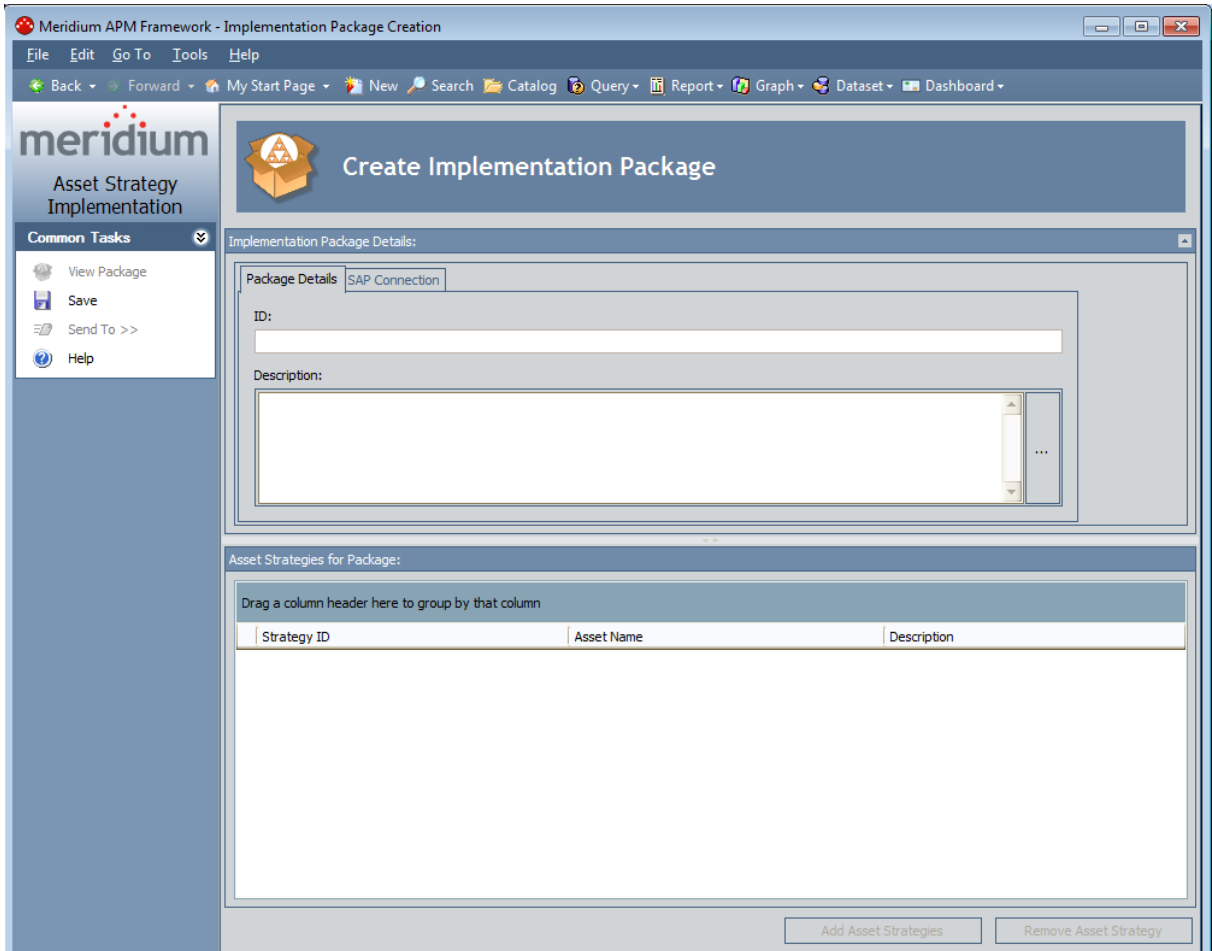 Meridium APM Framework - Implementation Package Creation
File Edit Go To Tools Help
Back Forward My Start Page New Search Catalog Query Report Graph Dataset Dashboard
meridium
Asset Strategy
Implementation
Common Tasks
View Package
Save
Send To >>
Help
Create Implementation Package
Implementation Package Details:
Package Details SAP Connection
ID:
Description:
...
Asset Strategies for Package:
Drag a column header here to group by that column
Strategy ID Asset Name Description
Add Asset Strategies Remove Asset Strategy